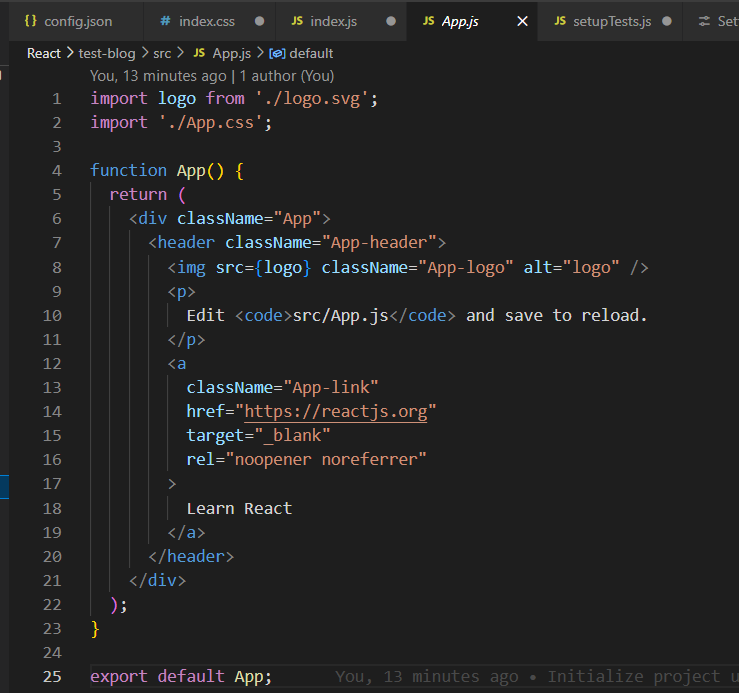 {} config.json # index.css JS index.js JS App.js JS setupTests.js
React > test-blog > src > JS App.js > default
You, 13 minutes ago | 1 author (You)
1 import logo from './logo.svg';
2 import './App.css';
3
4 function App() {
5 return (
6 <div className="App">
7 <header className="App-header">
8 <img src={logo} className="App-logo" alt="logo" />
9 <p>
10 Edit <code>src/App.js</code> and save to reload.
11 </p>
12 <a
13 className="App-link"
14 href="https://reactjs.org"
15 target="_blank"
16 rel="noopener noreferrer"
17 >
18 Learn React
19 </a>
20 </header>
21 </div>
22 );
23 }
24
25 export default App; You, 13 minutes ago • Initialize project